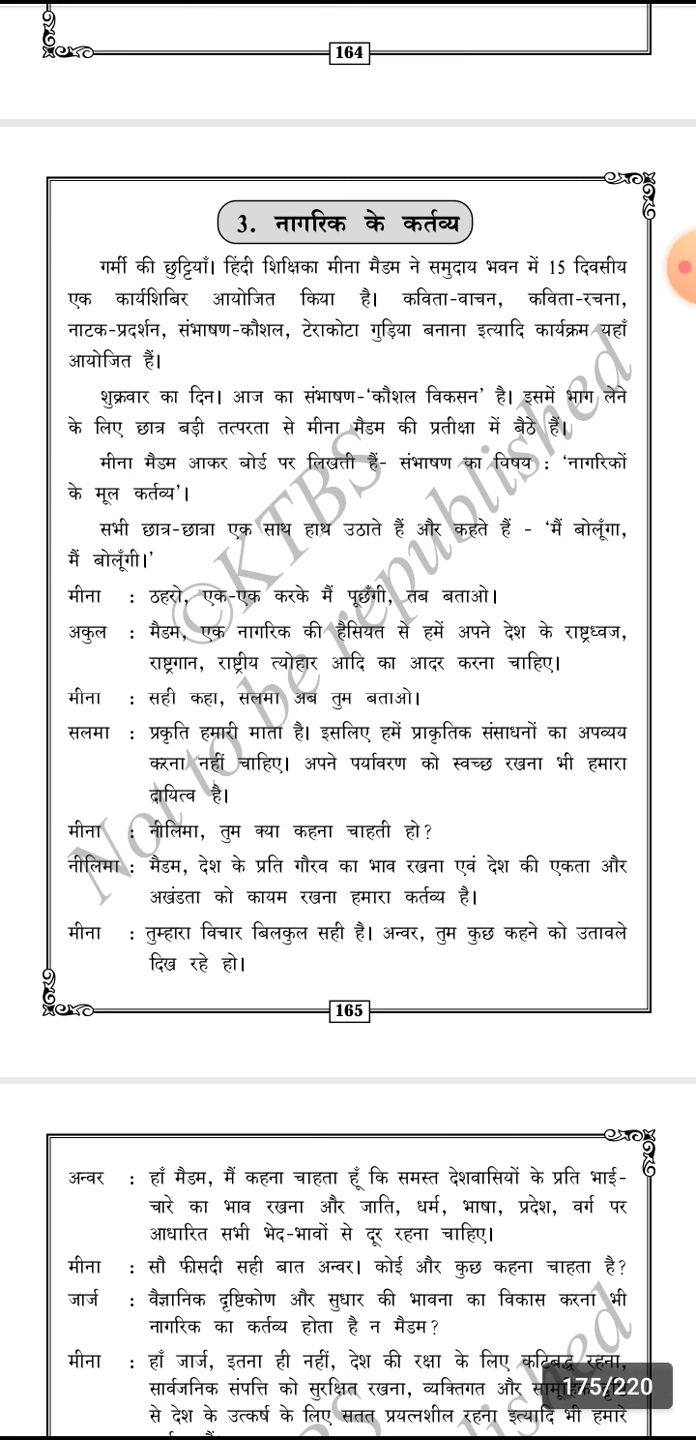 164
3. नागरिक के कर्तव्य
गर्मी की छुट्टियाँ। हिंदी शिक्षिका मीना मैडम ने समुदाय भवन में 15 दिवसीय
एक कार्यशिबिर आयोजित किया है। कविता-वाचन, कविता-रचना,
नाटक-प्रदर्शन, संभाषण-कौशल, टेराकोटा गुड़िया बनाना इत्यादि कार्यक्रम यहाँ
आयोजित हैं।
शुक्रवार का दिन। आज का संभाषण-‘कौशल विकसन’ है। इसमें भाग लेने
के लिए छात्र बड़ी तत्परता से मीना मैडम की प्रतीक्षा में बैठे हैं।
मीना मैडम आकर बोर्ड पर लिखती हैं- संभाषण का विषय : ‘नागरिकों
के मूल कर्तव्य’।
सभी छात्र-छात्रा एक साथ हाथ उठाते हैं और कहते हैं - ‘मैं बोलूँगा,
मैं बोलूँगी।’
मीना : ठहरो, एक-एक करके मैं पूछूँगी, तब बताओ।
अकुल : मैडम, एक नागरिक की हैसियत से हमें अपने देश के राष्ट्रध्वज,
राष्ट्रगान, राष्ट्रीय त्योहार आदि का आदर करना चाहिए।
मीना : सही कहा, सलमा अब तुम बताओ।
सलमा : प्रकृति हमारी माता है। इसलिए हमें प्राकृतिक संसाधनों का अपव्यय
करना नहीं चाहिए। अपने पर्यावरण को स्वच्छ रखना भी हमारा
दायित्व है।
मीना : नीलिमा, तुम क्या कहना चाहती हो?
नीलिमा : मैडम, देश के प्रति गौरव का भाव रखना एवं देश की एकता और
अखंडता को कायम रखना हमारा कर्तव्य है।
मीना : तुम्हारा विचार बिलकुल सही है। अन्वर, तुम कुछ कहने को उतावले
दिख रहे हो।
©KTBS
Not to be republished
165
अन्वर : हाँ मैडम, मैं कहना चाहता हूँ कि समस्त देशवासियों के प्रति भाई-
चारे का भाव रखना और जाति, धर्म, भाषा, प्रदेश, वर्ग पर
आधारित सभी भेद-भावों से दूर रहना चाहिए।
मीना : सौ फीसदी सही बात अन्वर। कोई और कुछ कहना चाहता है?
जार्ज : वैज्ञानिक दृष्टिकोण और सुधार की भावना का विकास करना भी
नागरिक का कर्तव्य होता है न मैडम?
मीना : हाँ जार्ज, इतना ही नहीं, देश की रक्षा के लिए कटिबद्ध रहना,
सार्वजनिक संपत्ति को सुरक्षित रखना, व्यक्तिगत और
175/220
से देश के उत्कर्ष के लिए सतत प्रयत्नशील रहना इत्यादि भी हमारे